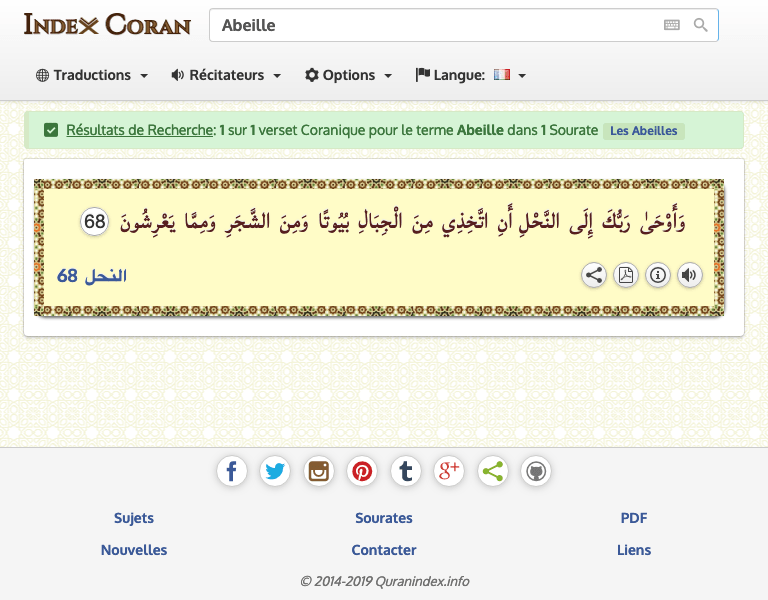 Index Coran
Abeille
Traductions Récitateurs Options Langue:
Résultats de Recherche: 1 sur 1 verset Coranique pour le terme Abeille dans 1 Sourate Les Abeilles
وَأَوْحَىٰ رَبُّكَ إِلَى النَّحْلِ أَنِ اتَّخِذِي مِنَ الْجِبَالِ بُيُوتًا وَمِنَ الشَّجَرِ وَمِمَّا يَعْرِشُونَ 68
النحل 68
Sujets Sourates PDF
Nouvelles Contacter Liens
© 2014-2019 Quranindex.info